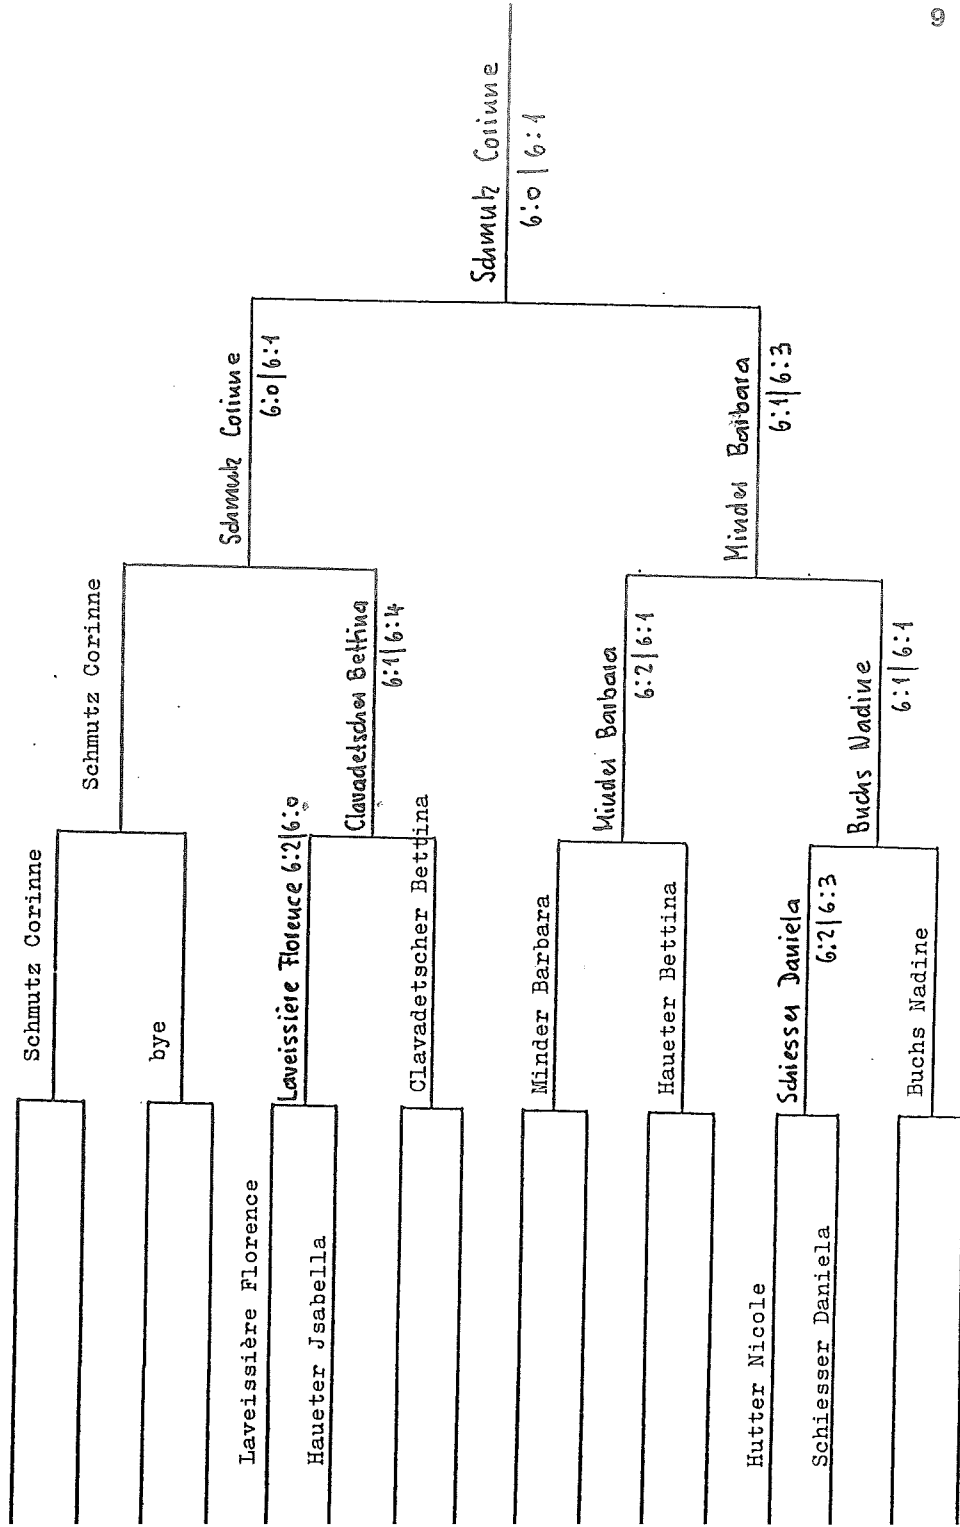 Laveissière Florence
Haueter Jsabella
Hutter Nicole
Schiesser Daniela
Schmutz Corinne
bye
Laveissière Florence 6:2|6:0
Clavadetscher Bettina
Minder Barbara
Haueter Bettina
Schiesser Daniela
6:2|6:3
Buchs Nadine
Schmutz Corinne
Clavadetscher Bettina
6:1|6:4
Minder Barbara
6:2|6:1
Buchs Nadine
6:1|6:1
Schmutz Corinne
6:0|6:1
Minder Barbara
6:1|6:3
Schmutz Corinne
6:0|6:1
9